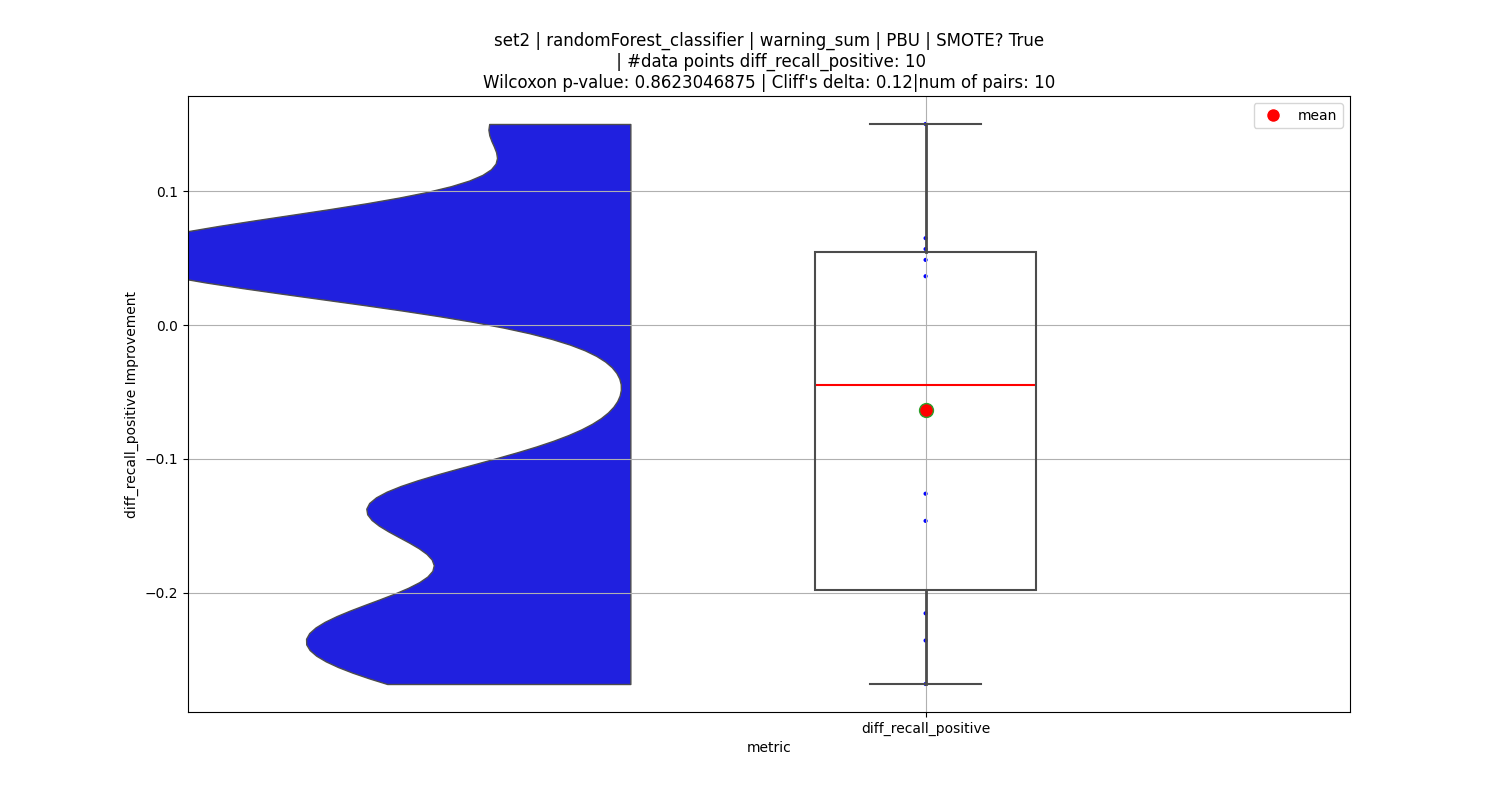 set2 | randomForest_classifier | warning_sum | PBU | SMOTE? True
| #data points diff_recall_positive: 10
Wilcoxon p-value: 0.8623046875 | Cliff's delta: 0.12|num of pairs: 10
mean
0.1
0.0
−0.1
−0.2
diff_recall_positive Improvement
diff_recall_positive
metric